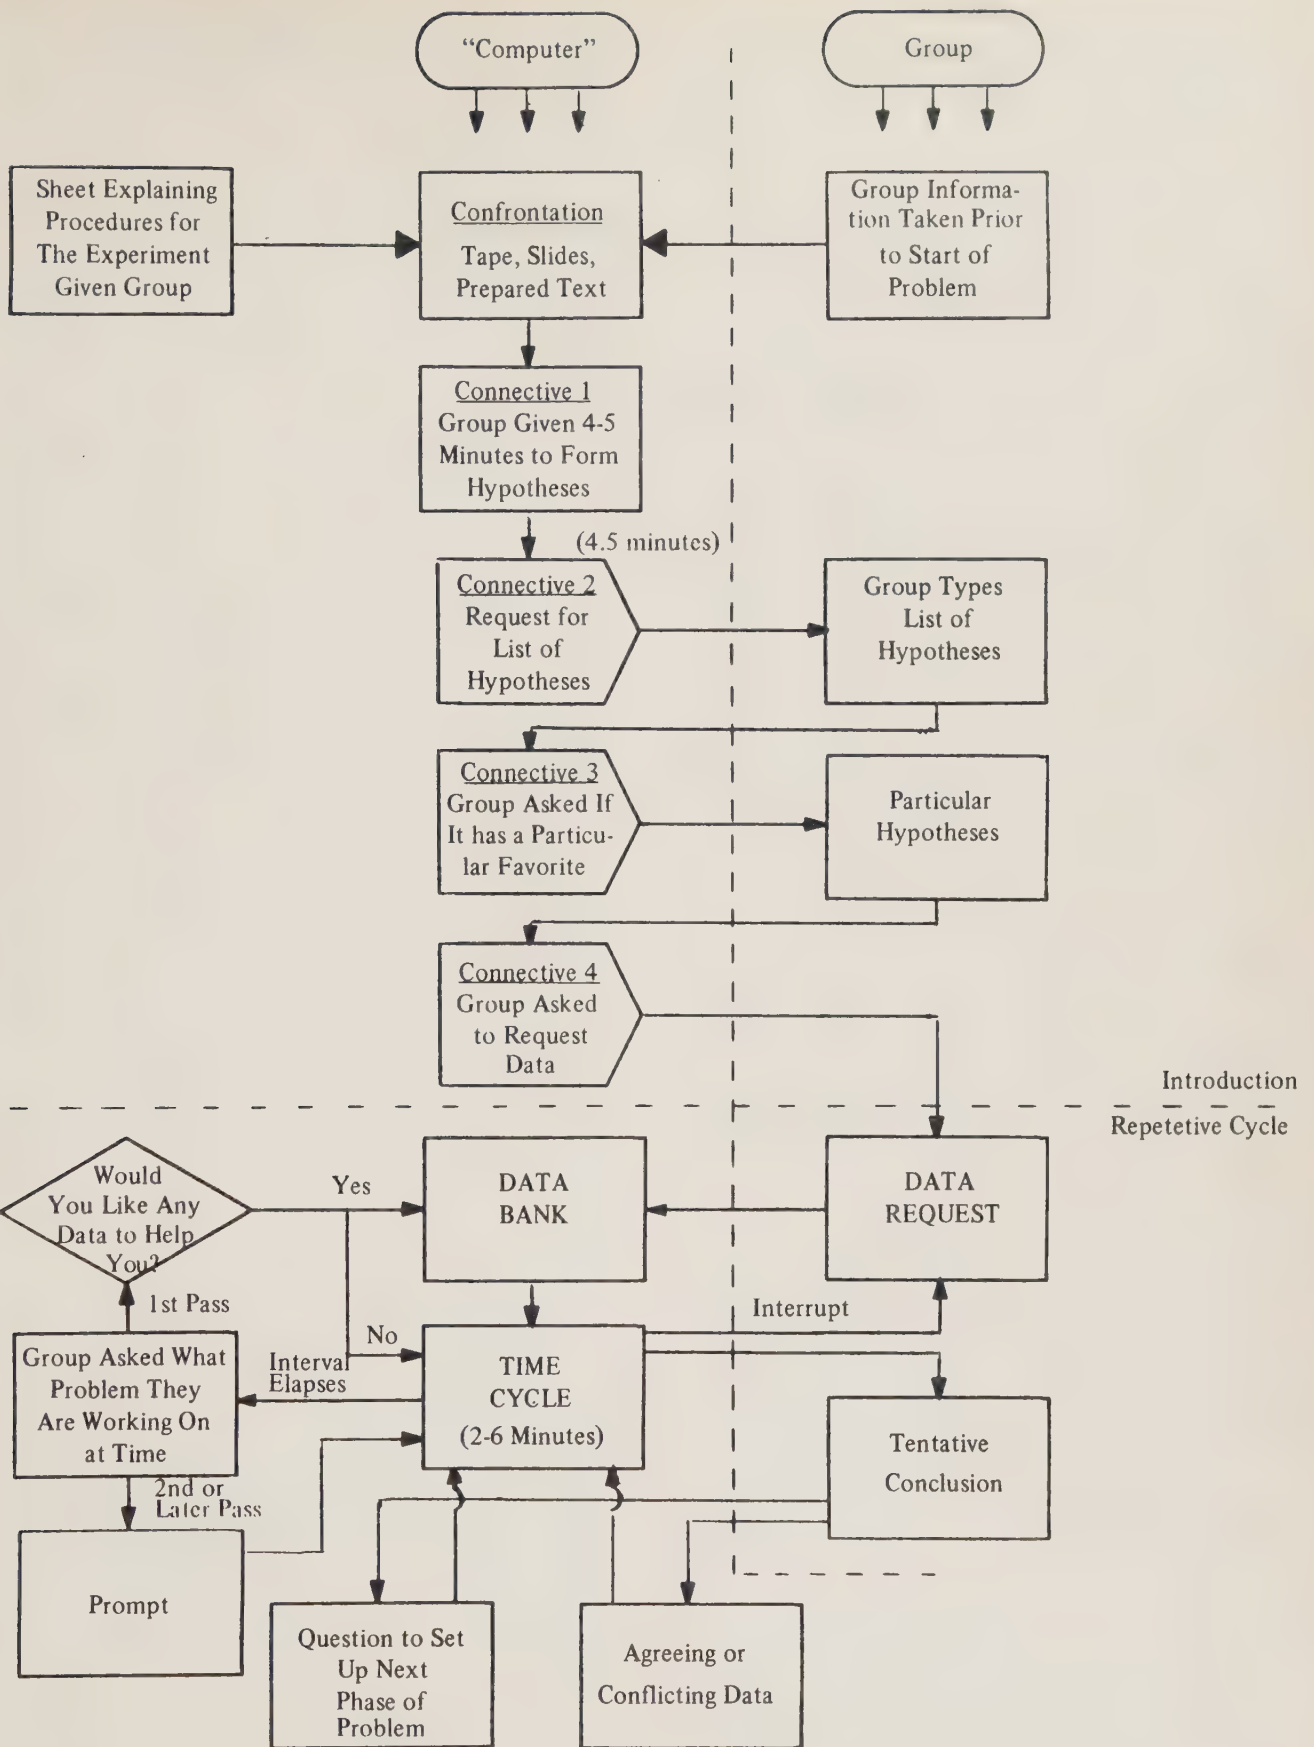 “Computer”
Group
Sheet Explaining
Procedures for
The Experiment
Given Group
Confrontation
Tape, Slides,
Prepared Text
Group Informa-
tion Taken Prior
to Start of
Problem
Connective 1
Group Given 4-5
Minutes to Form
Hypotheses
(4.5 minutes)
Connective 2
Request for
List of
Hypotheses
Group Types
List of
Hypotheses
Connective 3
Group Asked If
It has a Particu-
lar Favorite
Particular
Hypotheses
Connective 4
Group Asked
to Request
Data
Introduction
Repetetive Cycle
Would
You Like Any
Data to Help
You?
Yes
DATA
BANK
DATA
REQUEST
1st Pass
No
Interrupt
Group Asked What
Problem They
Are Working On
at Time
Interval
Elapses
TIME
CYCLE
(2-6 Minutes)
Tentative
Conclusion
2nd or
Later Pass
Prompt
Question to Set
Up Next
Phase of
Problem
Agreeing or
Conflicting Data